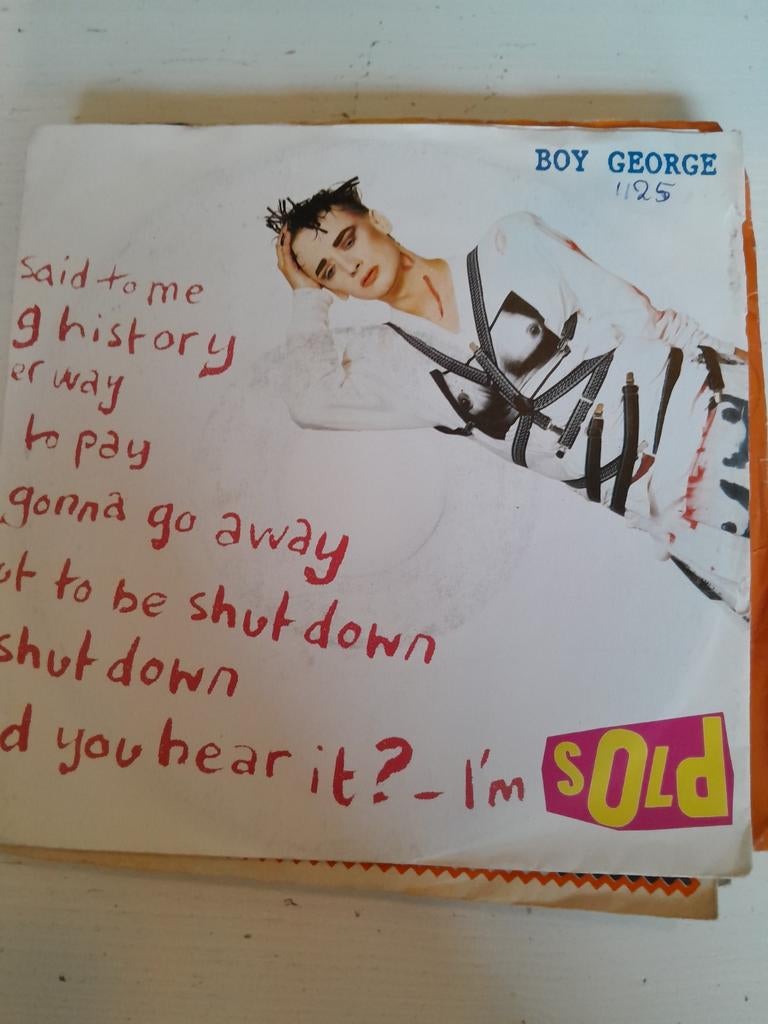 BOY GEORGE
1125
said to me
g history
er way
to pay
gonna go away
ut to be shut down
shut down
d you hear it? - I'm SOLd